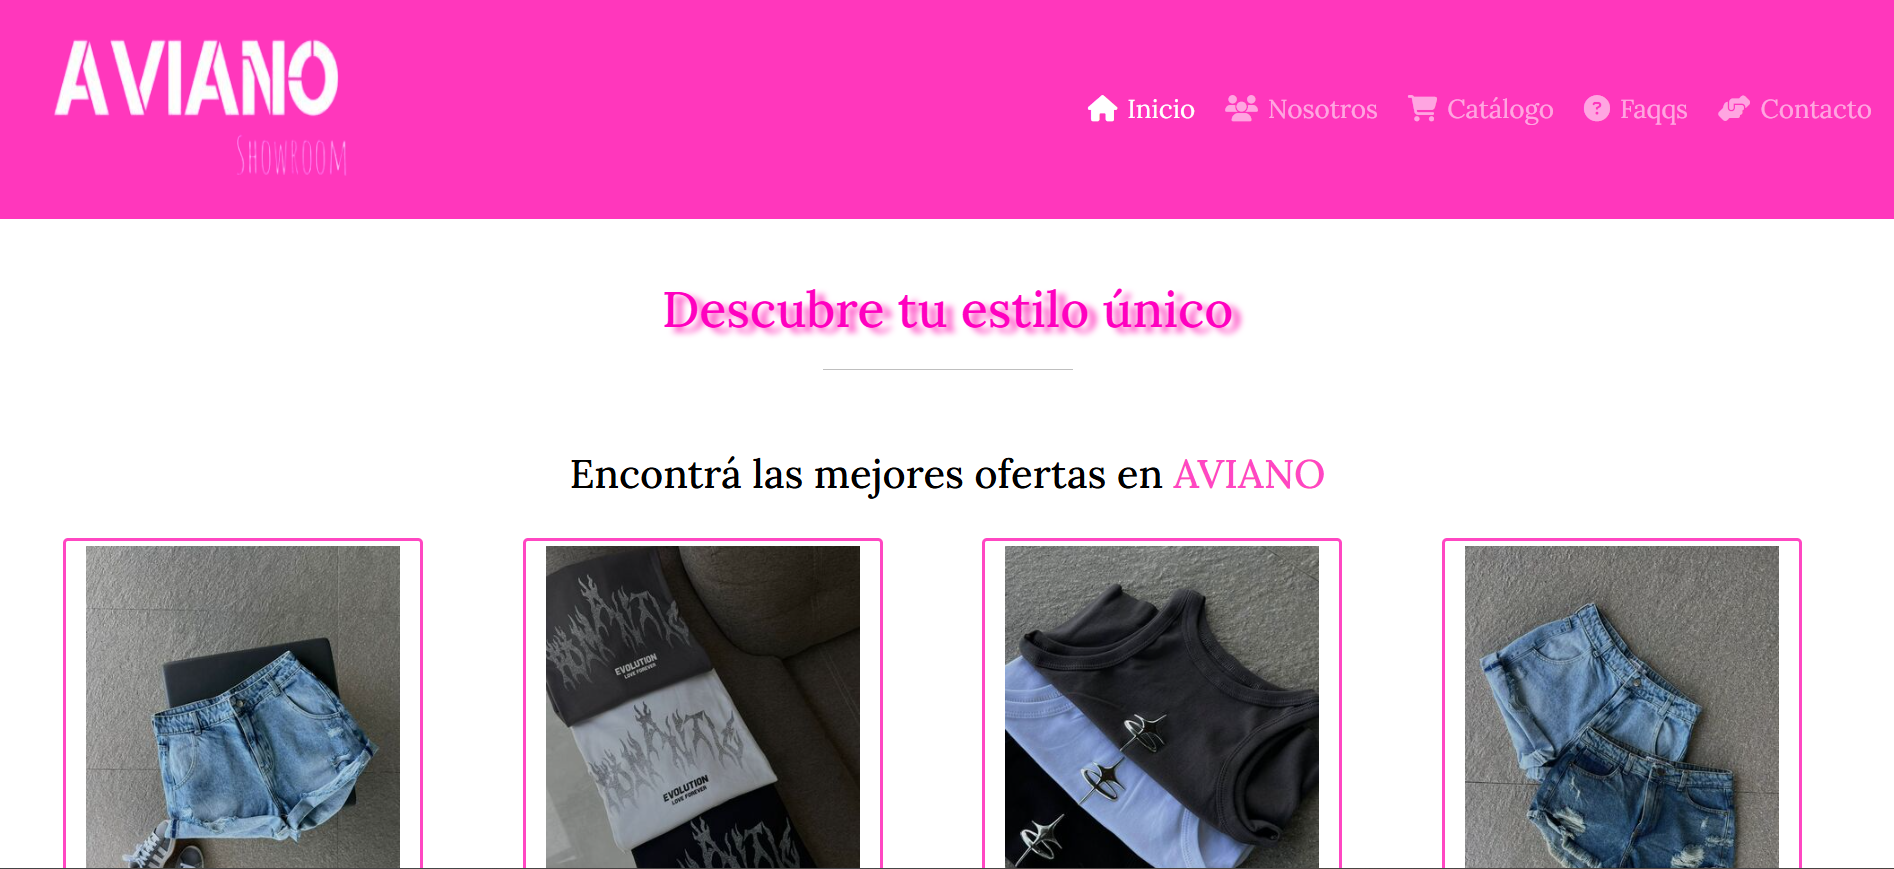 AVIANO
Showroom
Inicio Nosotros Catálogo Faqqs Contacto
Descubre tu estilo único
Encontrá las mejores ofertas en AVIANO
EVOLUTION
LOVE FOREVER
EVOLUTION
LOVE FOREVER